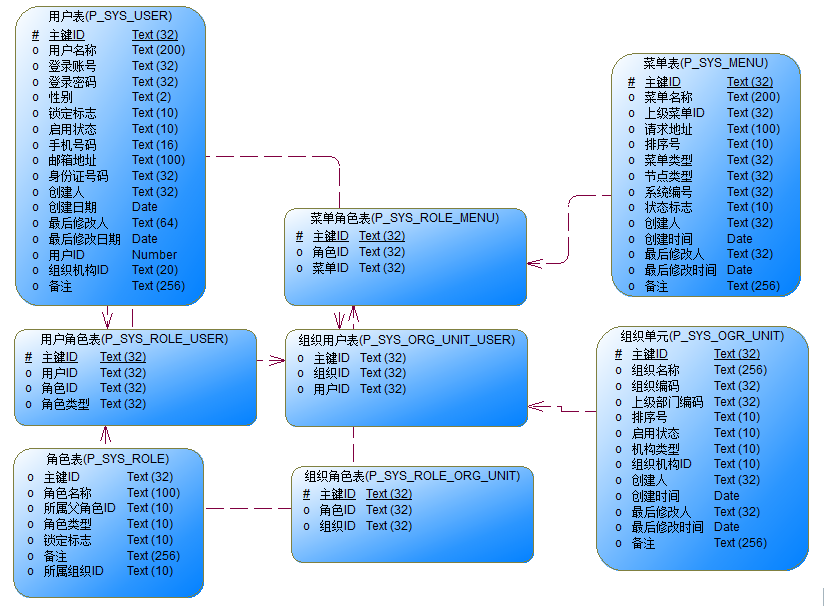 用户表(P_SYS_USER)
# 主键ID Text (32)
o 用户名称 Text (200)
o 登录账号 Text (32)
o 登录密码 Text (32)
o 性别 Text (2)
o 锁定标志 Text (10)
o 启用状态 Text (10)
o 手机号码 Text (16)
o 邮箱地址 Text (100)
o 身份证号码 Text (32)
o 创建人 Text (32)
o 创建日期 Date
o 最后修改人 Text (64)
o 最后修改日期 Date
o 用户ID Number
o 组织机构ID Text (20)
o 备注 Text (256)
菜单表(P_SYS_MENU)
# 主键ID Text (32)
o 菜单名称 Text (200)
o 上级菜单ID Text (32)
o 请求地址 Text (100)
o 排序号 Text (10)
o 菜单类型 Text (32)
o 节点类型 Text (32)
o 系统编号 Text (32)
o 状态标志 Text (10)
o 创建人 Text (32)
o 创建时间 Date
o 最后修改人 Text (32)
o 最后修改时间 Date
o 备注 Text (256)
菜单角色表(P_SYS_ROLE_MENU)
# 主键ID Text (32)
o 角色ID Text (32)
o 菜单ID Text (32)
用户角色表(P_SYS_ROLE_USER)
# 主键ID Text (32)
o 用户ID Text (32)
o 角色ID Text (32)
o 角色类型 Text (32)
组织用户表(P_SYS_ORG_UNIT_USER)
o 主键ID Text (32)
o 组织ID Text (32)
o 用户ID Text (32)
组织单元(P_SYS_OGR_UNIT)
# 主键ID Text (32)
o 组织名称 Text (256)
o 组织编码 Text (32)
o 上级部门编码 Text (32)
o 排序号 Text (10)
o 启用状态 Text (10)
o 机构类型 Text (10)
o 组织机构ID Text (10)
o 创建人 Text (32)
o 创建时间 Date
o 最后修改人 Text (32)
o 最后修改时间 Date
o 备注 Text (256)
角色表(P_SYS_ROLE)
o 主键ID Text (32)
o 角色名称 Text (100)
o 所属父角色ID Text (10)
o 角色类型 Text (10)
o 锁定标志 Text (10)
o 备注 Text (256)
o 所属组织ID Text (10)
组织角色表(P_SYS_ROLE_ORG_UNIT)
# 主键ID Text (32)
o 角色ID Text (32)
o 组织ID Text (32)